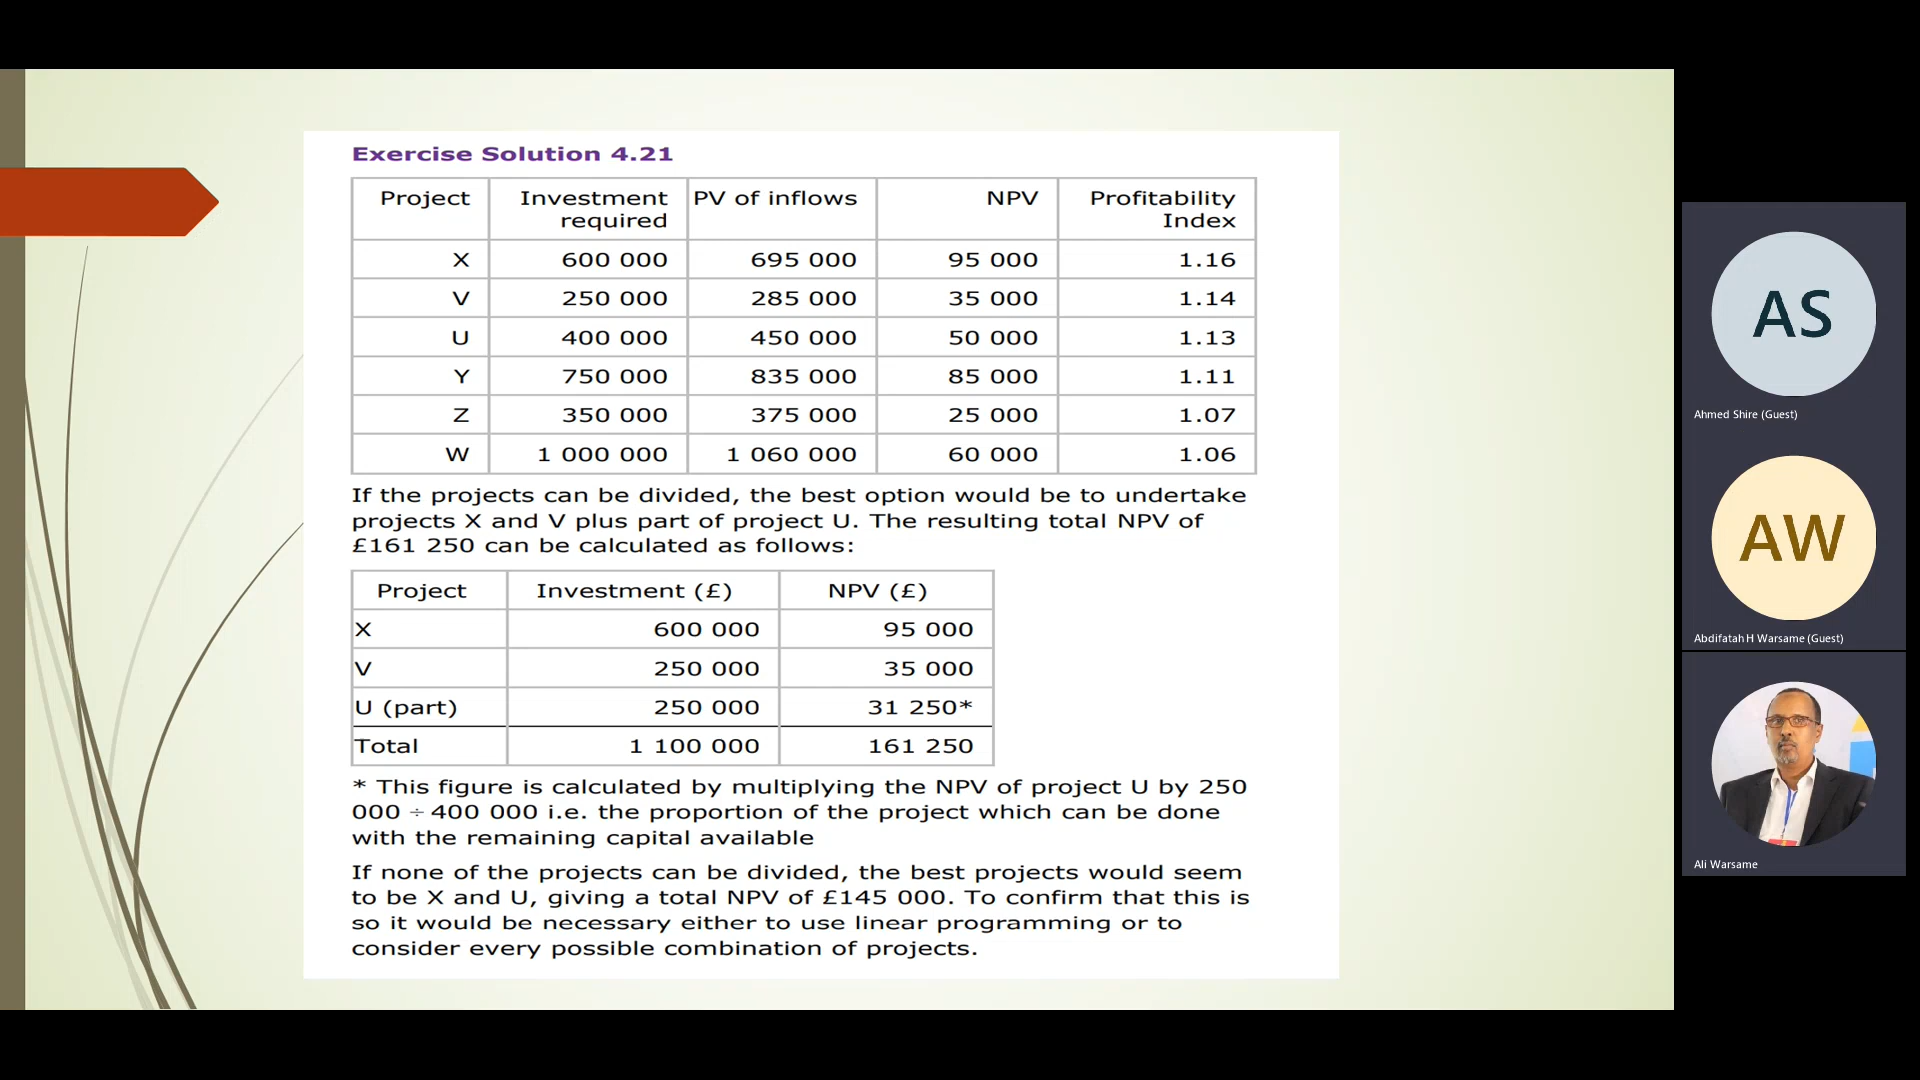 Exercise Solution 4.21
Project Investment required PV of inflows NPV Profitability Index
X 600 000 695 000 95 000 1.16
V 250 000 285 000 35 000 1.14
U 400 000 450 000 50 000 1.13
Y 750 000 835 000 85 000 1.11
Z 350 000 375 000 25 000 1.07
W 1 000 000 1 060 000 60 000 1.06
If the projects can be divided, the best option would be to undertake
projects X and V plus part of project U. The resulting total NPV of
£161 250 can be calculated as follows:
Project Investment (£) NPV (£)
X 600 000 95 000
V 250 000 35 000
U (part) 250 000 31 250*
Total 1 100 000 161 250
* This figure is calculated by multiplying the NPV of project U by 250
000 ÷ 400 000 i.e. the proportion of the project which can be done
with the remaining capital available
If none of the projects can be divided, the best projects would seem
to be X and U, giving a total NPV of £145 000. To confirm that this is
so it would be necessary either to use linear programming or to
consider every possible combination of projects.
AS
Ahmed Shire (Guest)
AW
Abdifatah H Warsame (Guest)
Ali Warsame